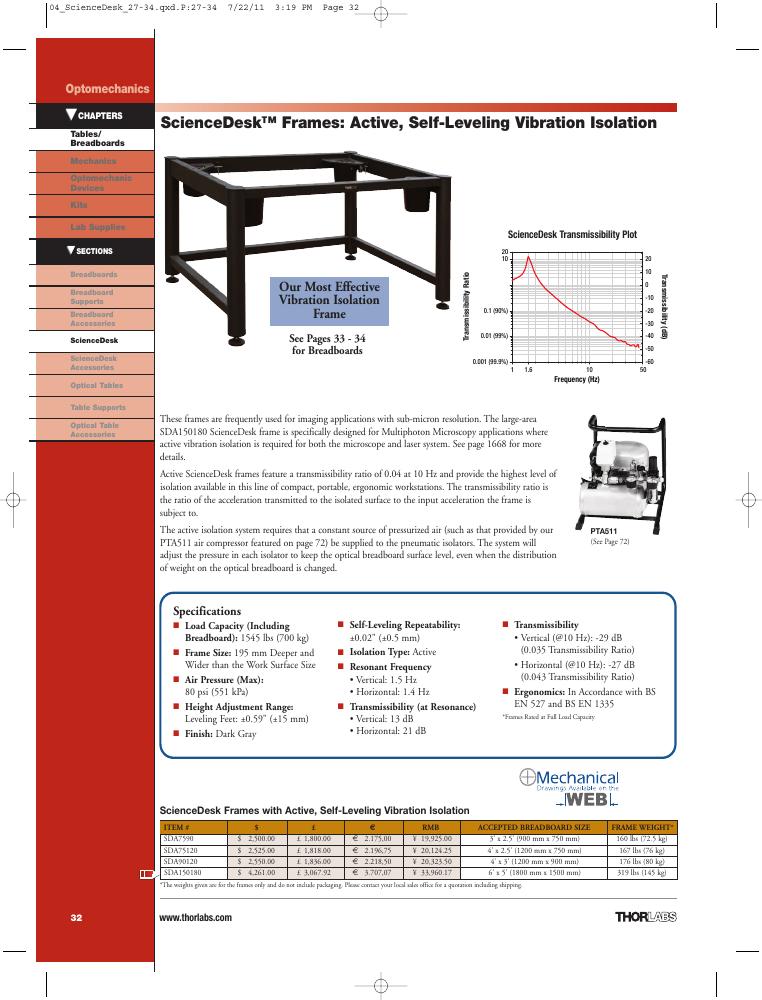 04_ScienceDesk_27-34.qxd.P:27-34 7/22/11 3:19 PM Page 32
Optomechanics
CHAPTERS
Tables/
Breadboards
Mechanics
Optomechanic
Devices
Kits
Lab Supplies
SECTIONS
Breadboards
Breadboard
Supports
Breadboard
Accessories
ScienceDesk
ScienceDesk
Accessories
Optical Tables
Table Supports
Optical Table
Accessories
ScienceDesk™ Frames: Active, Self-Leveling Vibration Isolation
Our Most Effective
Vibration Isolation
Frame
See Pages 33 - 34
for Breadboards
ScienceDesk Transmissibility Plot
Transmissibility Ratio
20
10
0.1 (90%)
0.01 (99%)
0.001 (99.9%)
20
10
0
-10
-20
-30
-40
-50
-60
Transmissibility (dB)
1 1.6 10 50
Frequency (Hz)
These frames are frequently used for imaging applications with sub-micron resolution. The large-area
SDA150180 ScienceDesk frame is specifically designed for Multiphoton Microscopy applications where
active vibration isolation is required for both the microscope and laser system. See page 1668 for more
details.
Active ScienceDesk frames feature a transmissibility ratio of 0.04 at 10 Hz and provide the highest level of
isolation available in this line of compact, portable, ergonomic workstations. The transmissibility ratio is
the ratio of the acceleration transmitted to the isolated surface to the input acceleration the frame is
subject to.
The active isolation system requires that a constant source of pressurized air (such as that provided by our
PTA511 air compressor featured on page 72) be supplied to the pneumatic isolators. The system will
adjust the pressure in each isolator to keep the optical breadboard surface level, even when the distribution
of weight on the optical breadboard is changed.
PTA511
(See Page 72)
Specifications
■ Load Capacity (Including
Breadboard): 1545 lbs (700 kg)
■ Frame Size: 195 mm Deeper and
Wider than the Work Surface Size
■ Air Pressure (Max):
80 psi (551 kPa)
■ Height Adjustment Range:
Leveling Feet: ±0.59" (±15 mm)
■ Finish: Dark Gray
■ Self-Leveling Repeatability:
±0.02" (±0.5 mm)
■ Isolation Type: Active
■ Resonant Frequency
• Vertical: 1.5 Hz
• Horizontal: 1.4 Hz
■ Transmissibility (at Resonance)
• Vertical: 13 dB
• Horizontal: 21 dB
■ Transmissibility
• Vertical (@10 Hz): -29 dB
(0.035 Transmissibility Ratio)
• Horizontal (@10 Hz): -27 dB
(0.043 Transmissibility Ratio)
■ Ergonomics: In Accordance with BS
EN 527 and BS EN 1335
*Frames Rated at Full Load Capacity
Mechanical
Drawings Available on the
WEB
ScienceDesk Frames with Active, Self-Leveling Vibration Isolation
ITEM # $ £ € RMB ACCEPTED BREADBOARD SIZE FRAME WEIGHT*
SDA7590 $ 2,500.00 £ 1,800.00 € 2.175,00 ¥ 19,925.00 3' x 2.5' (900 mm x 750 mm) 160 lbs (72.5 kg)
SDA75120 $ 2,525.00 £ 1,818.00 € 2.196,75 ¥ 20,124.25 4' x 2.5' (1200 mm x 750 mm) 167 lbs (76 kg)
SDA90120 $ 2,550.00 £ 1,836.00 € 2.218,50 ¥ 20,323.50 4' x 3' (1200 mm x 900 mm) 176 lbs (80 kg)
SDA150180 $ 4,261.00 £ 3,067.92 € 3.707,07 ¥ 33,960.17 6' x 5' (1800 mm x 1500 mm) 319 lbs (145 kg)
*The weights given are for the frames only and do not include packaging. Please contact your local sales office for a quotation including shipping.
32
www.thorlabs.com
THORLABS